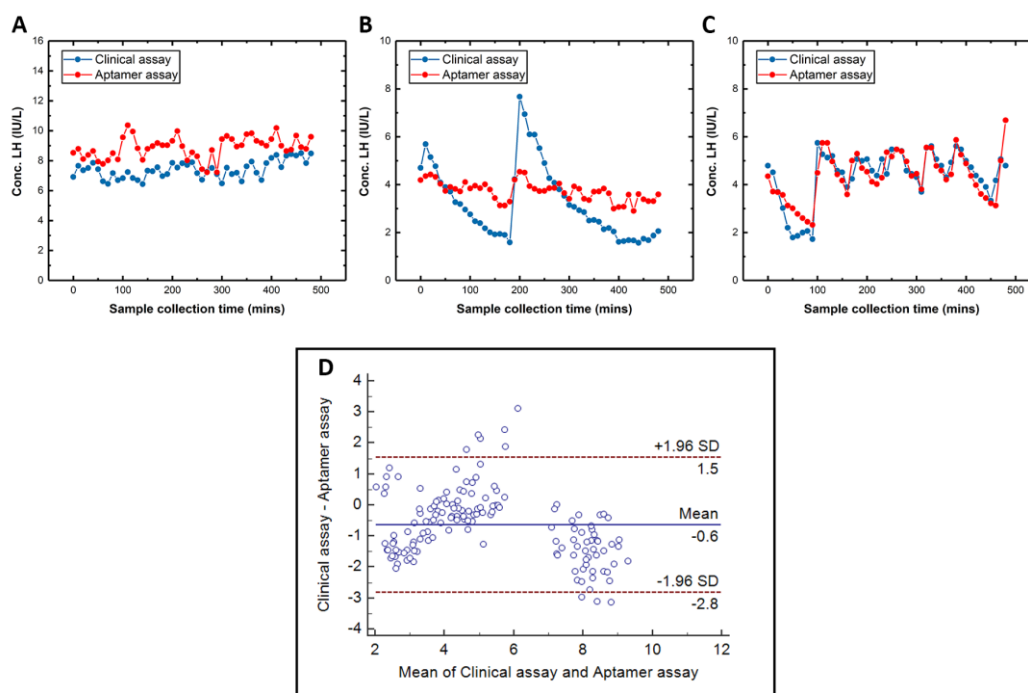 A
Conc. LH (IU/L)
16
14
12
10
8
6
4
2
0
Clinical assay
Aptamer assay
0 100 200 300 400 500
Sample collection time (mins)
B
Conc. LH (IU/L)
10
8
6
4
2
0
Clinical assay
Aptamer assay
0 100 200 300 400 500
Sample collection time (mins)
C
Conc. LH (IU/L)
10
8
6
4
2
0
Clinical assay
Aptamer assay
0 100 200 300 400 500
Sample collection time (mins)
D
Clinical assay - Aptamer assay
4
3
2
1
0
-1
-2
-3
-4
+1.96 SD
1.5
Mean
-0.6
-1.96 SD
-2.8
2 4 6 8 10 12
Mean of Clinical assay and Aptamer assay